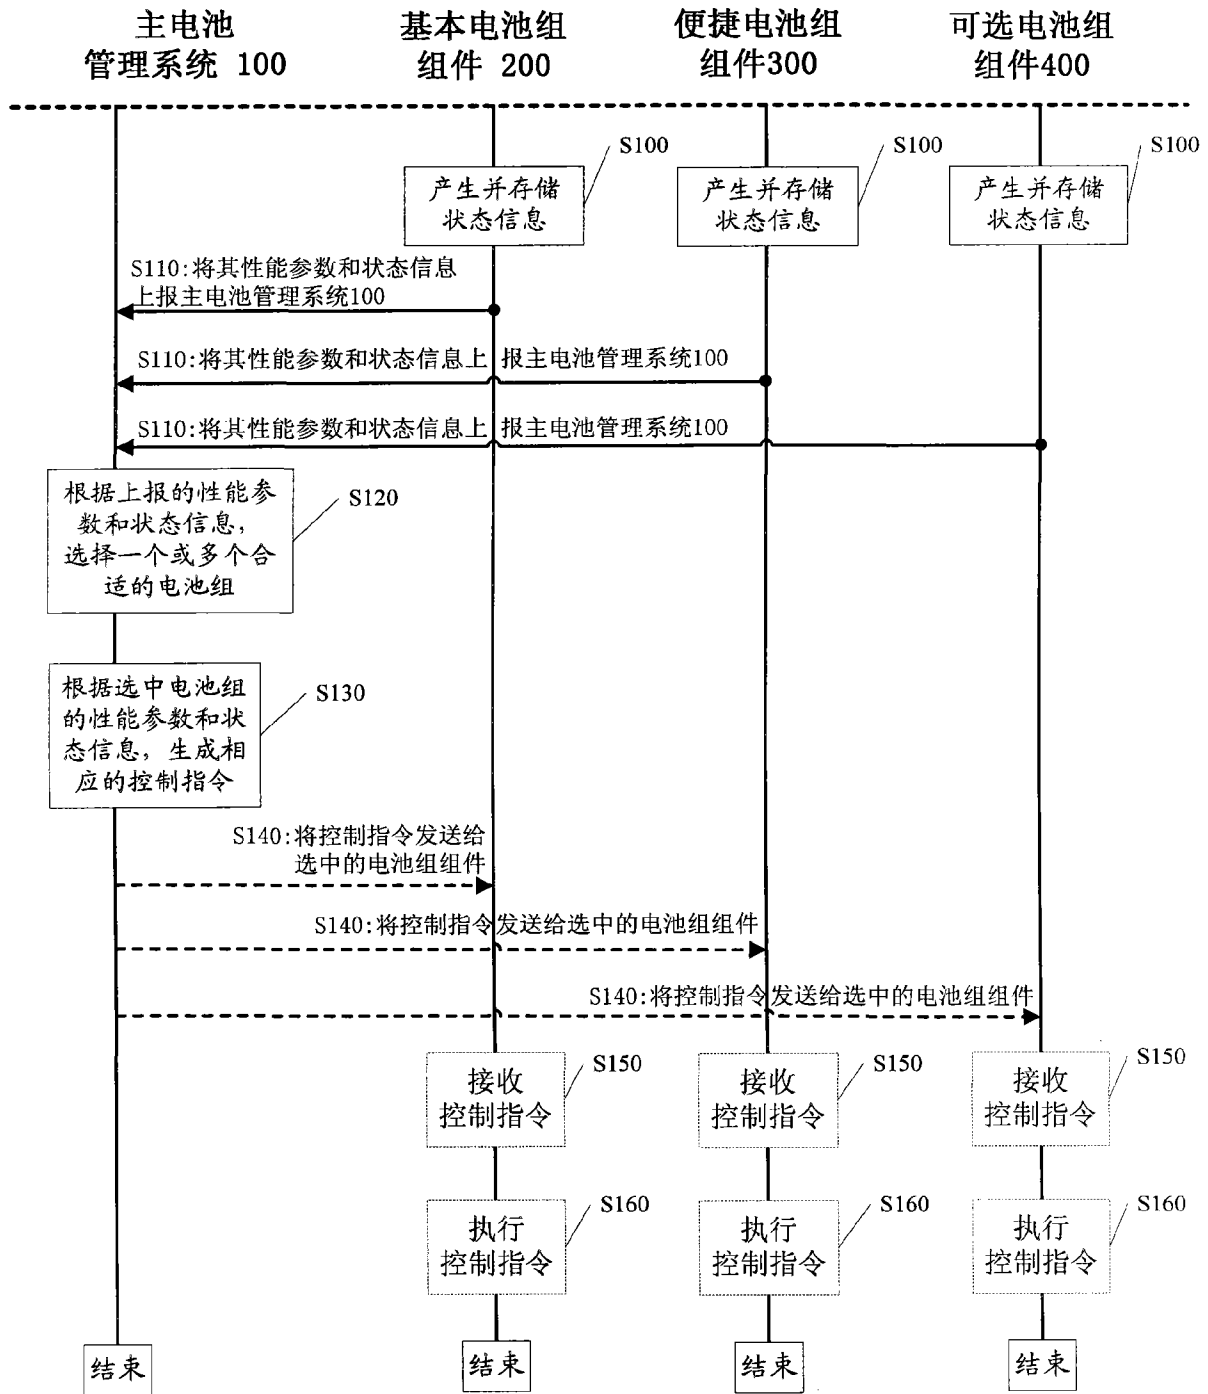 主电池
管理系统 100
基本电池组
组件 200
便捷电池组
组件300
可选电池组
组件400
S100
产生并存储
状态信息
S100
产生并存储
状态信息
S100
产生并存储
状态信息
S110:将其性能参数和状态信息
上报主电池管理系统100
S110:将其性能参数和状态信息上 报主电池管理系统100
S110:将其性能参数和状态信息上 报主电池管理系统100
根据上报的性能参
数和状态信息，
选择一个或多个合
适的电池组
S120
根据选中电池组
的性能参数和状
态信息，生成相
应的控制指令
S130
S140:将控制指令发送给
选中的电池组组件
S140:将控制指令发送给选中的电池组组件
S140:将控制指令发送给选中的电池组组件
接收
控制指令
S150
接收
控制指令
S150
接收
控制指令
S150
执行
控制指令
S160
执行
控制指令
S160
执行
控制指令
S160
结束
结束
结束
结束